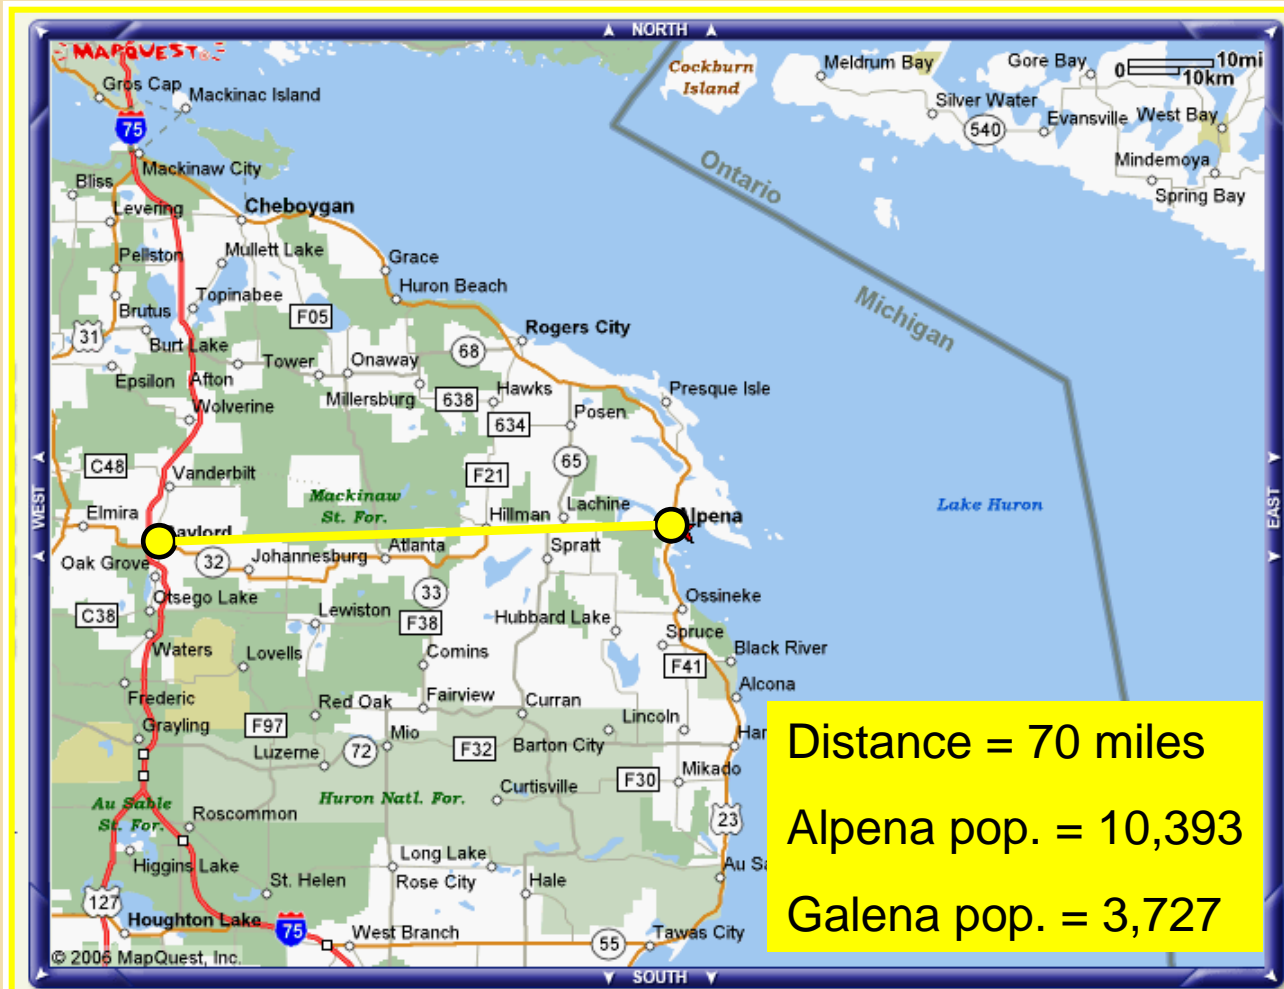 NORTH
MAPQUEST
Cockburn
Island
Meldrum Bay
Gore Bay
10mi
0
10km
Gros Cap
Mackinac Island
Silver Water
540
Evansville
West Bay
75
Mackinaw City
Ontario
Mindemoya
Spring Bay
Bliss
Levering
Cheboygan
Pellston
Mullett Lake
Grace
Topinabee
Huron Beach
Brutus
F05
Michigan
31
Burt Lake
Rogers City
68
Tower
Onaway
Epsilon
Afton
Millersburg
638
Hawks
Presque Isle
Wolverine
634
Posen
C48
Vanderbilt
F21
65
WEST
Mackinaw
St. For.
Lachine
Lake Huron
EAST
Elmira
Gaylord
Hillman
Alpena
Oak Grove
32
Johannesburg
Atlanta
Spratt
Otsego Lake
33
Ossineke
C38
Lewiston
F38
Hubbard Lake
Waters
Lovells
Comins
Spruce
Black River
F41
Frederic
Red Oak
Fairview
Curran
Alcona
Grayling
F97
Mio
Lincoln
Har
Luzerne
72
F32
Barton City
Distance = 70 miles
F30
Mikado
Au Sable
St. For.
Huron Natl. For.
Curtisville
Roscommon
23
Alpena pop. = 10,393
Higgins Lake
Long Lake
Au Sa
St. Helen
Rose City
Hale
127
Houghton Lake
75
West Branch
55
Tawas City
Galena pop. = 3,727
© 2006 MapQuest, Inc.
SOUTH